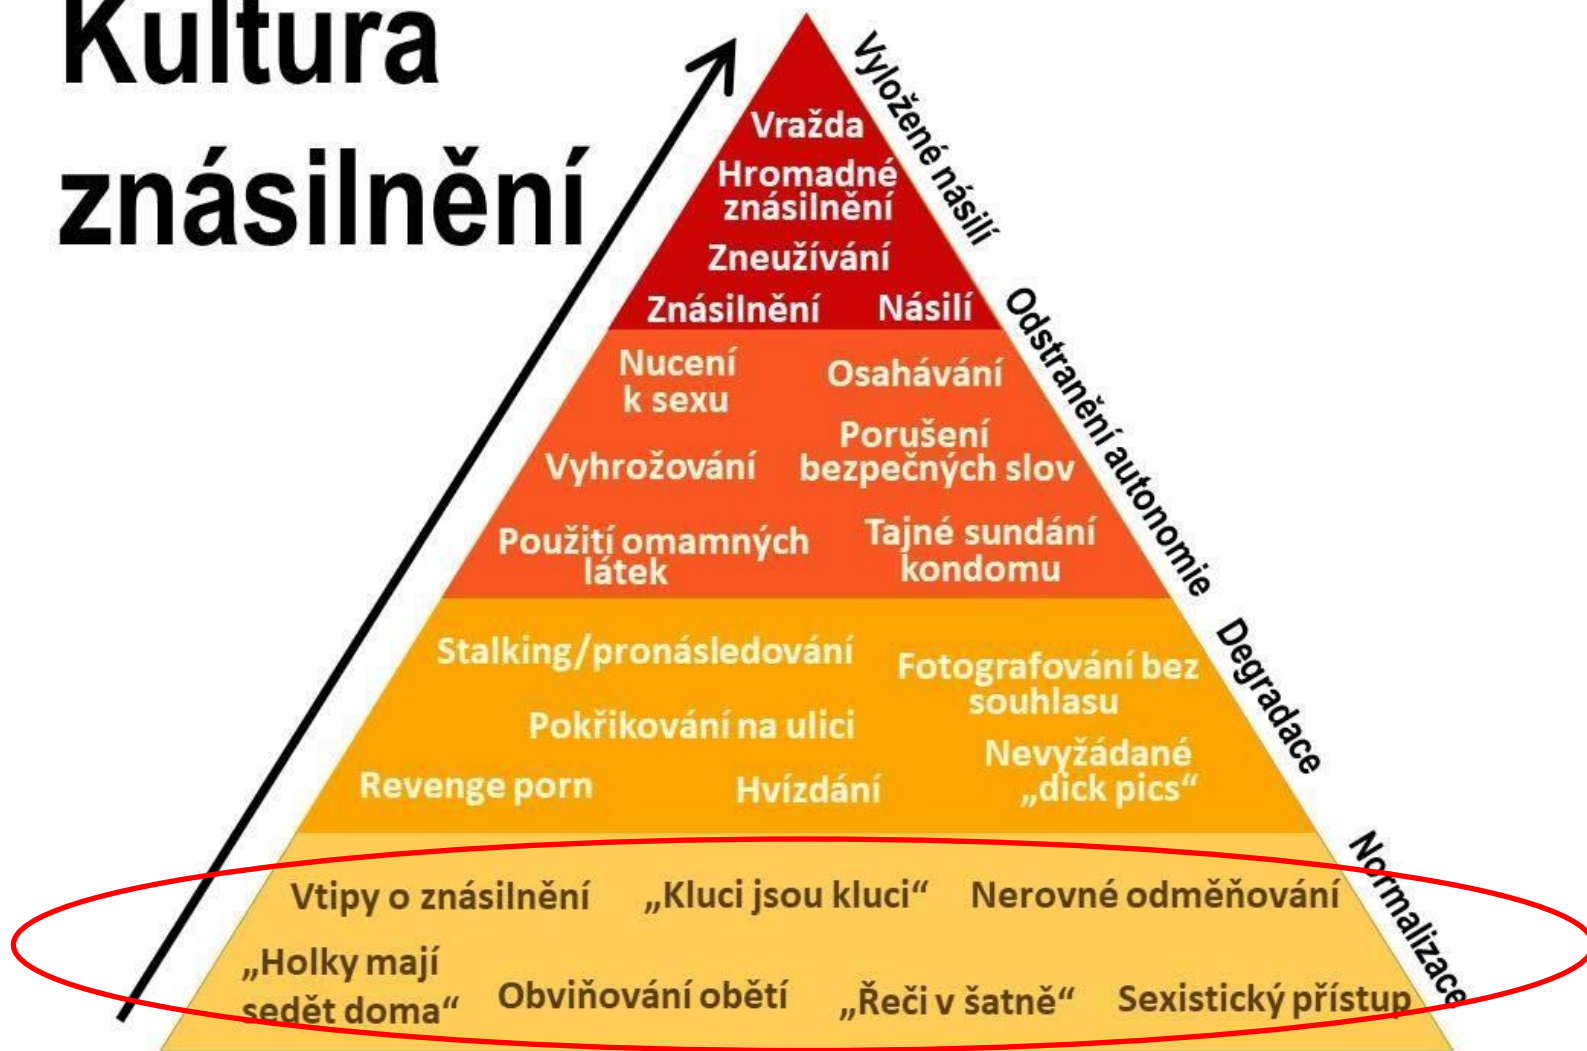 Kultura
znásilnění
Vyložené násilí
Vražda
Hromadné
znásilnění
Zneužívání
Znásilnění Násilí
Odstranění autonomie
Nucení
k sexu
Osahávání
Vyhrožování
Porušení
bezpečných slov
Použití omamných
látek
Tajné sundání
kondomu
Degradace
Stalking/pronásledování
Fotografování bez
souhlasu
Pokřikování na ulici
Nevyžádané
„dick pics“
Revenge porn
Hvízdání
Normalizace
Vtipy o znásilnění
„Kluci jsou kluci“
Nerovné odměňování
„Holky mají
sedět doma“
Obviňování obětí
„Řeči v šatně“
Sexistický přístup